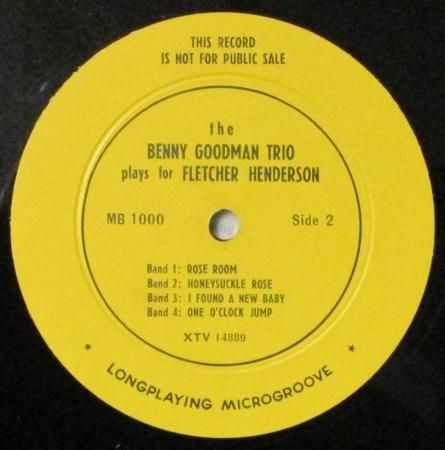 THIS RECORD
IS NOT FOR PUBLIC SALE
the
BENNY GOODMAN TRIO
plays for FLETCHER HENDERSON
MB 1000 Side 2
Band 1: ROSE ROOM
Band 2: HONEYSUCKLE ROSE
Band 3: I FOUND A NEW BABY
Band 4: ONE O'CLOCK JUMP
XTV 14889
* LONGPLAYING MICROGROOVE *